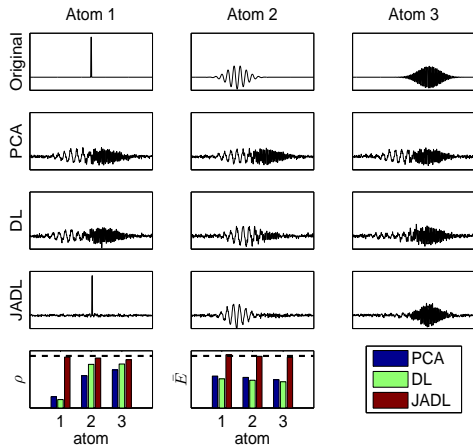 Atom 1 Atom 2 Atom 3
Original
PCA
DL
JADL
ρ
1 2 3
atom
Ē
1 2 3
atom
PCA
DL
JADL